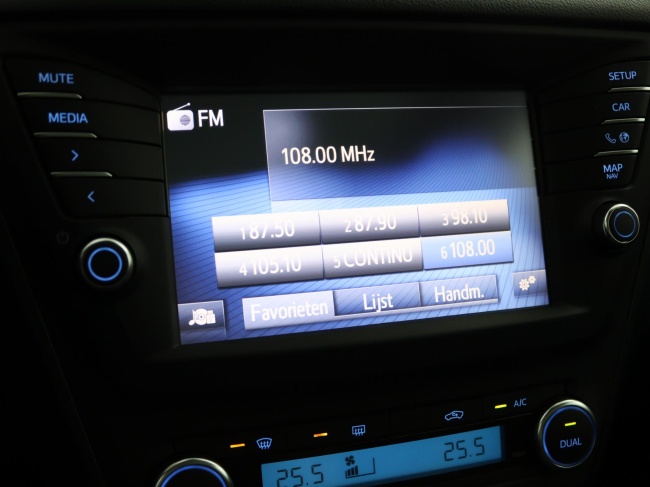 MUTE
MEDIA
SETUP
CAR
MAP
NAV
FM
108.00 MHz
1 87.50 2 87.90 3 98.10
4 105.10 5 CONTINU 6 108.00
Favorieten Lijst Handm.
A/C
DUAL
25.5 25.5